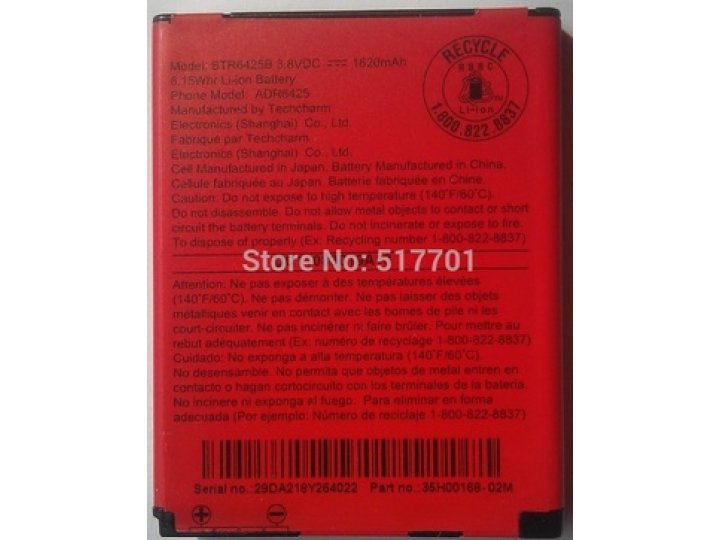 Model: BTR6425B 3.8VDC 1620mAh
6.15Whr Li-ion Battery
Phone Model: ADR6425
Manufactured by Techcharm
Electronics (Shanghai) Co., Ltd.
Fabriqué par Techcarm
Electronics (Shanghai) Co., Ltd.
Cell Manufactured in Japan. Battery Manufactured in China.
Cellule fabriquée au Japan. Batterie fabriquée en China.
Caution: Do not expose to high temperature (140°F/60°C).
Do not disassemble. Do not allow metal objects to contact or short
circuit the battery terminals. Do not incinerate or expose to fire.
To dispose of properly (Ex: Recycling number 1-800-822-8837)
RECYCLE
RBRC
Li-ion
1.800.822.8837
Store No: 517701
Attention: Ne pas exposer à des températures élevées
(140°F/60°C). Ne pas démonter. Ne pas laisser des objets
metalliques venir en contact avec les bornes de pile ni les
court-circuiter. Ne pas incinérer ni faire brûler. Pour mettre au
rebut adequatement (Ex: numéro de recyclage 1-800-822-8837)
Cuidado: No exponga a alta temperatura (140°F/60°C).
No desensamble. No permita que objetos de metal entren en
contacto o hagan cortocircuito con los terminales de la bateria.
No incinere ni exponga al fuego. Para eliminar en forma
adecuada (Por ejemplo: Número de reciclaje 1-800-822-8837)
Serial no.:29DA218Y264022 Part no.:35H00168-02M